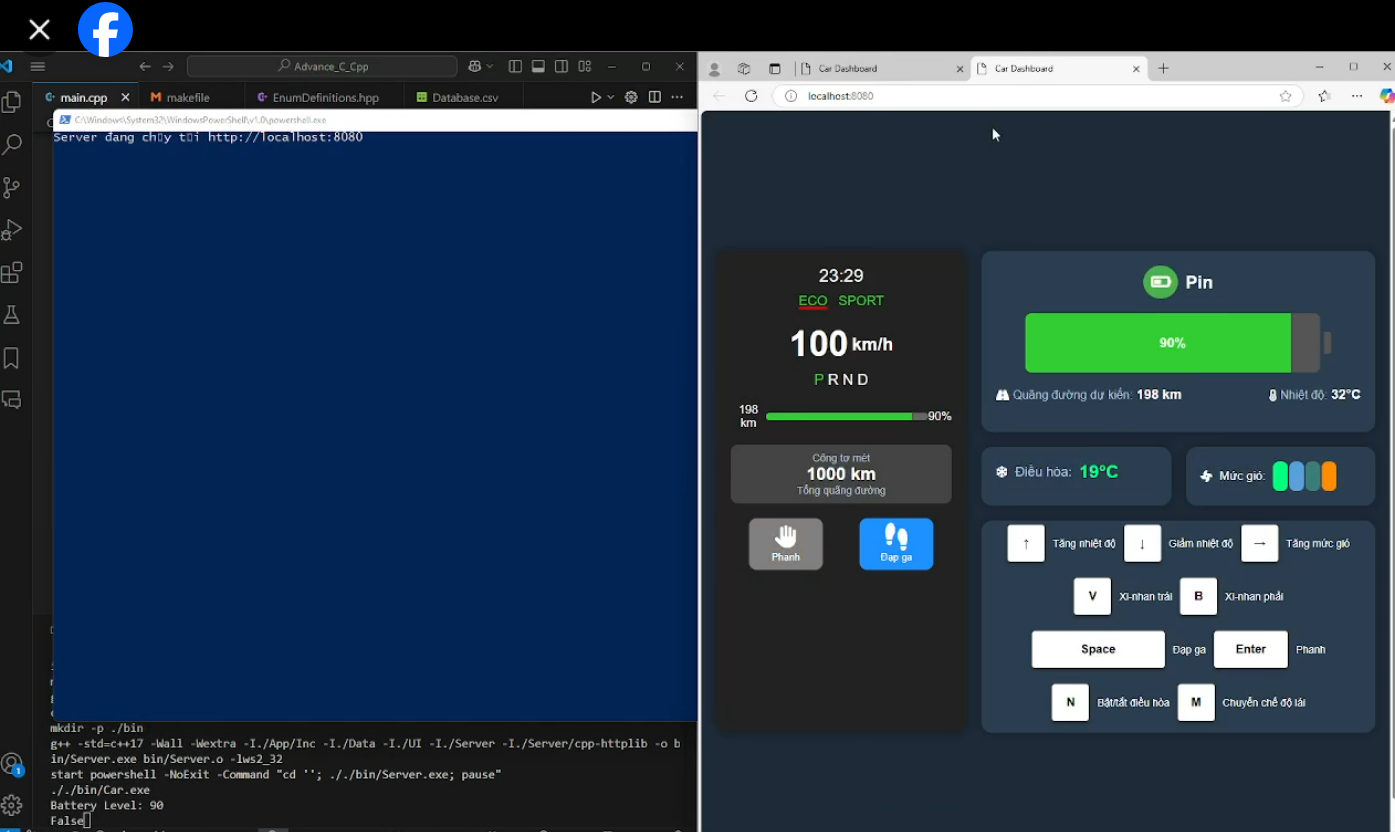 Advance_C_Cpp
main.cpp
makefile
EnumDefinitions.hpp
Database.csv
C:\Windows\System32\WindowsPowerShell\v1.0\powershell.exe
Server đang ch▯y t▯i http://localhost:8080
mkdir -p ./bin
g++ -std=c++17 -Wall -Wextra -I./App/Inc -I./Data -I./UI -I./Server -I./Server/cpp-httplib -o b
in/Server.exe bin/Server.o -lws2_32
start powershell -NoExit -Command "cd ''; ././bin/Server.exe; pause"
././bin/Car.exe
Battery Level: 90
False
1
Car Dashboard
Car Dashboard
localhost:8080
23:29
ECO SPORT
100 km/h
P R N D
198
km
90%
Công tơ mét
1000 km
Tổng quãng đường
Phanh
Đạp ga
Pin
90%
Quãng đường dự kiến: 198 km
Nhiệt độ: 32°C
Điều hòa: 19°C
Mức gió:
↑ Tăng nhiệt độ ↓ Giảm nhiệt độ → Tăng mức gió
V Xi-nhan trái B Xi-nhan phải
Space Đạp ga Enter Phanh
N Bật/tắt điều hòa M Chuyển chế độ lái